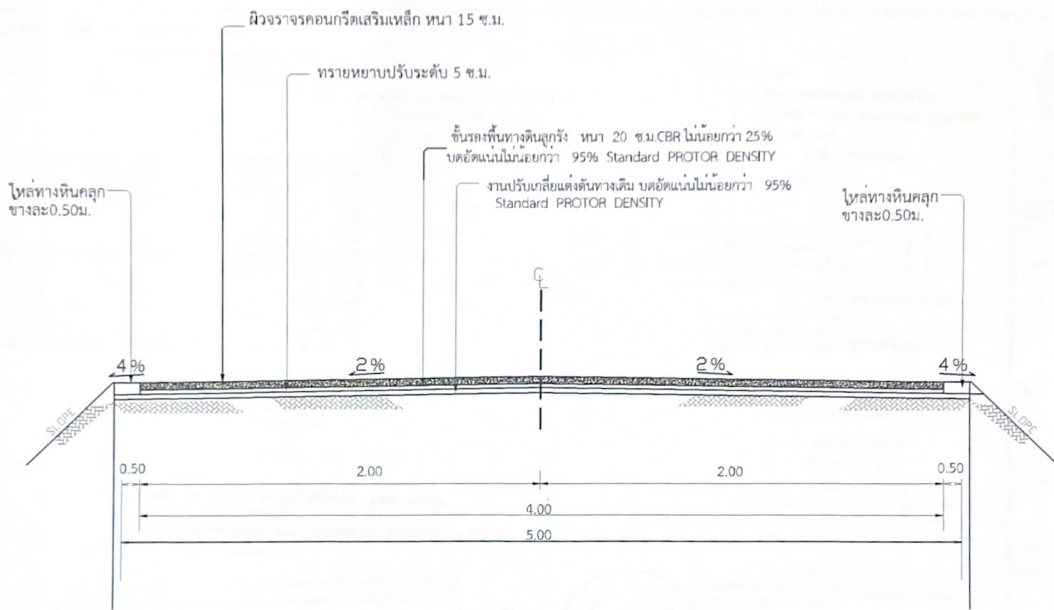 ผิวจราจรคอนกรีตเสริมเหล็ก หนา 15 ซ.ม.
ทรายหยาบปรับระดับ 5 ซ.ม.
ชั้นรองพื้นทางดินลูกรัง หนา 20 ซ.ม.CBR ไม่น้อยกว่า 25%
บดอัดแน่นไม่น้อยกว่า 95% Standard PROTOR DENSITY
งานปรับเกลี่ยแต่งคันทางเดิม บดอัดแน่นไม่น้อยกว่า 95%
Standard PROTOR DENSITY
ไหล่ทางหินคลุก
ขางละ0.50ม.
ไหล่ทางหินคลุก
ขางละ0.50ม.
CL
4%
2%
2%
4%
SLOPE
SLOPE
0.50
2.00
2.00
0.50
4.00
5.00